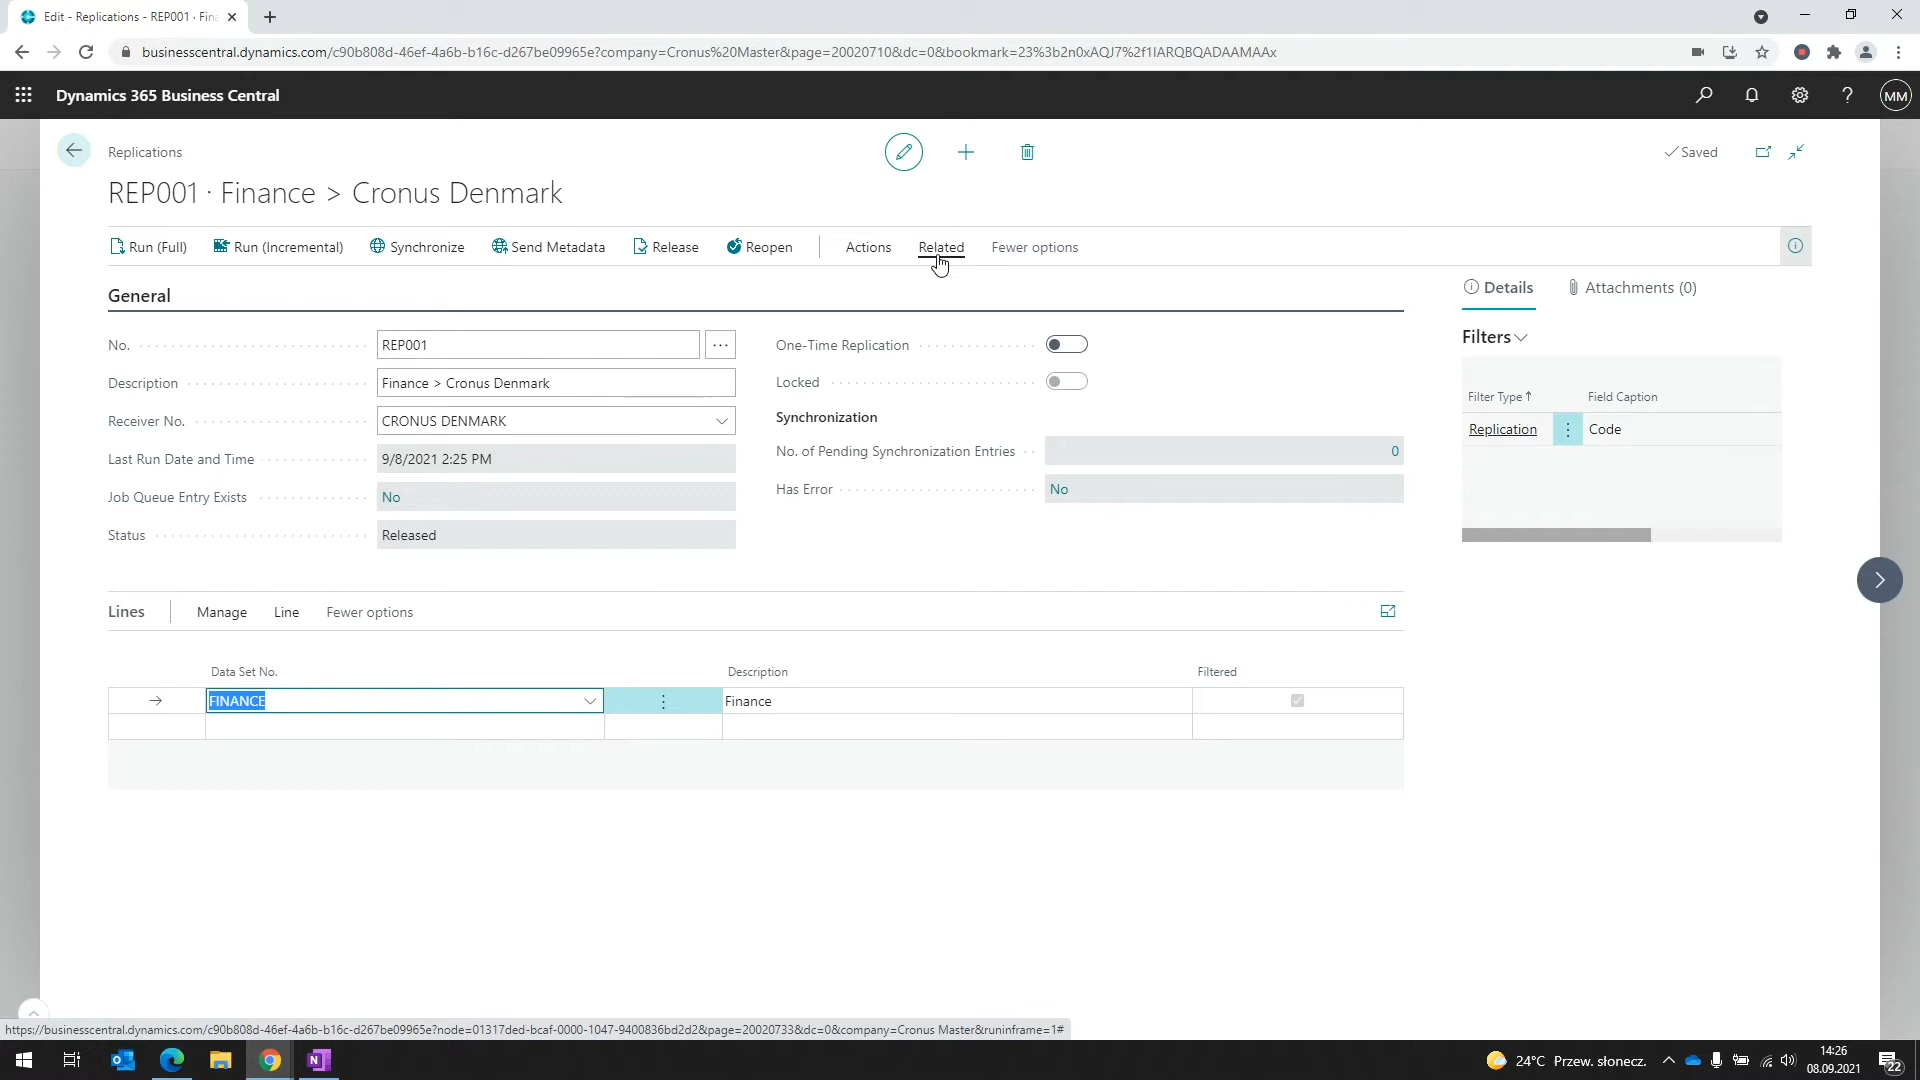 Edit - Replications - REP001 · Fina
businesscentral.dynamics.com/c90b808d-46ef-4a6b-b16c-d267be09965e?company=Cronus%20Master&page=20020710&dc=0&bookmark=23%3b2n0xAQJ7%2f1IARQBQADAAMAAx
Dynamics 365 Business Central
MM
Replications
Saved
REP001 · Finance > Cronus Denmark
Run (Full) Run (Incremental) Synchronize Send Metadata Release Reopen Actions Related Fewer options
General
No. REP001
Description Finance > Cronus Denmark
Receiver No. CRONUS DENMARK
Last Run Date and Time 9/8/2021 2:25 PM
Job Queue Entry Exists No
Status Released
One-Time Replication
Locked
Synchronization
No. of Pending Synchronization Entries 0
Has Error No
Details Attachments (0)
Filters
Filter Type↑ Field Caption
Replication Code
Lines Manage Line Fewer options
Data Set No. Description Filtered
FINANCE Finance
https://businesscentral.dynamics.com/c90b808d-46ef-4a6b-b16c-d267be09965e?node=01317ded-bcaf-0000-1047-9400836bd2d2&page=20020733&dc=0&company=Cronus Master&runinframe=1#
24°C Przew. słonecz.
14:26
08.09.2021
22